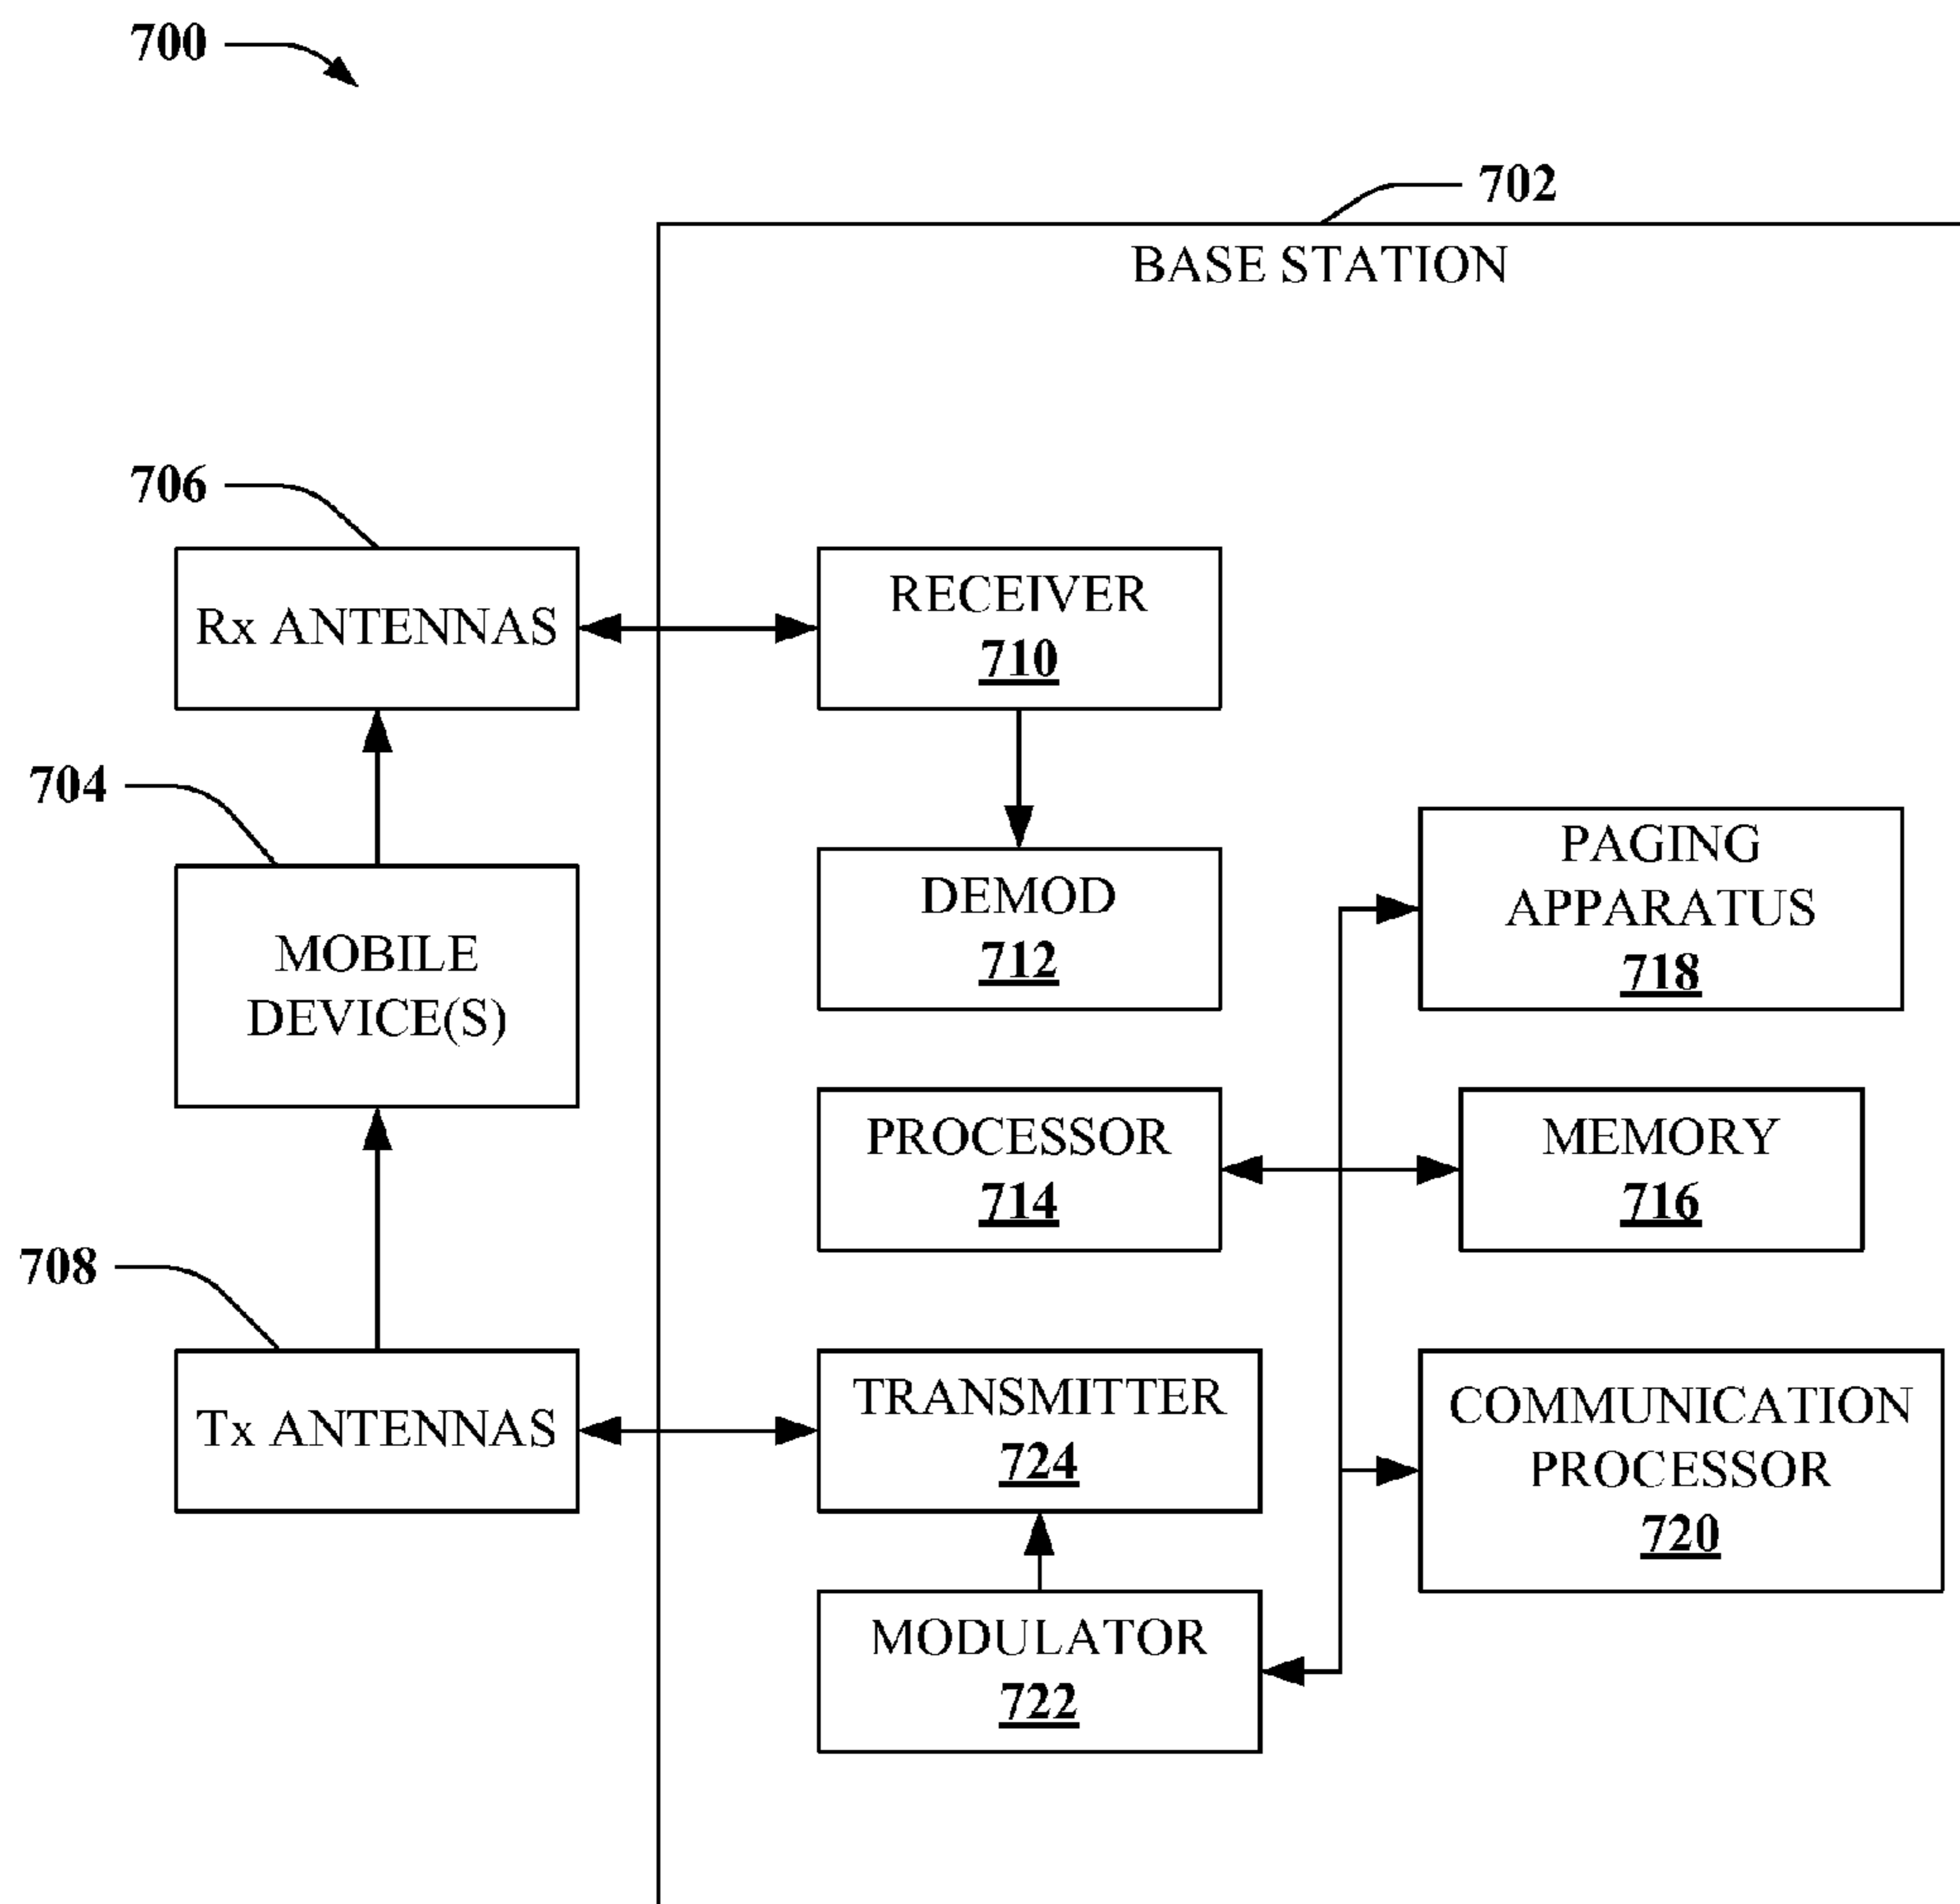 700
702
BASE STATION
706
Rx ANTENNAS
RECEIVER
710
704
MOBILE
DEVICE(S)
DEMOD
712
PAGING
APPARATUS
718
PROCESSOR
714
MEMORY
716
708
Tx ANTENNAS
TRANSMITTER
724
COMMUNICATION
PROCESSOR
720
MODULATOR
722